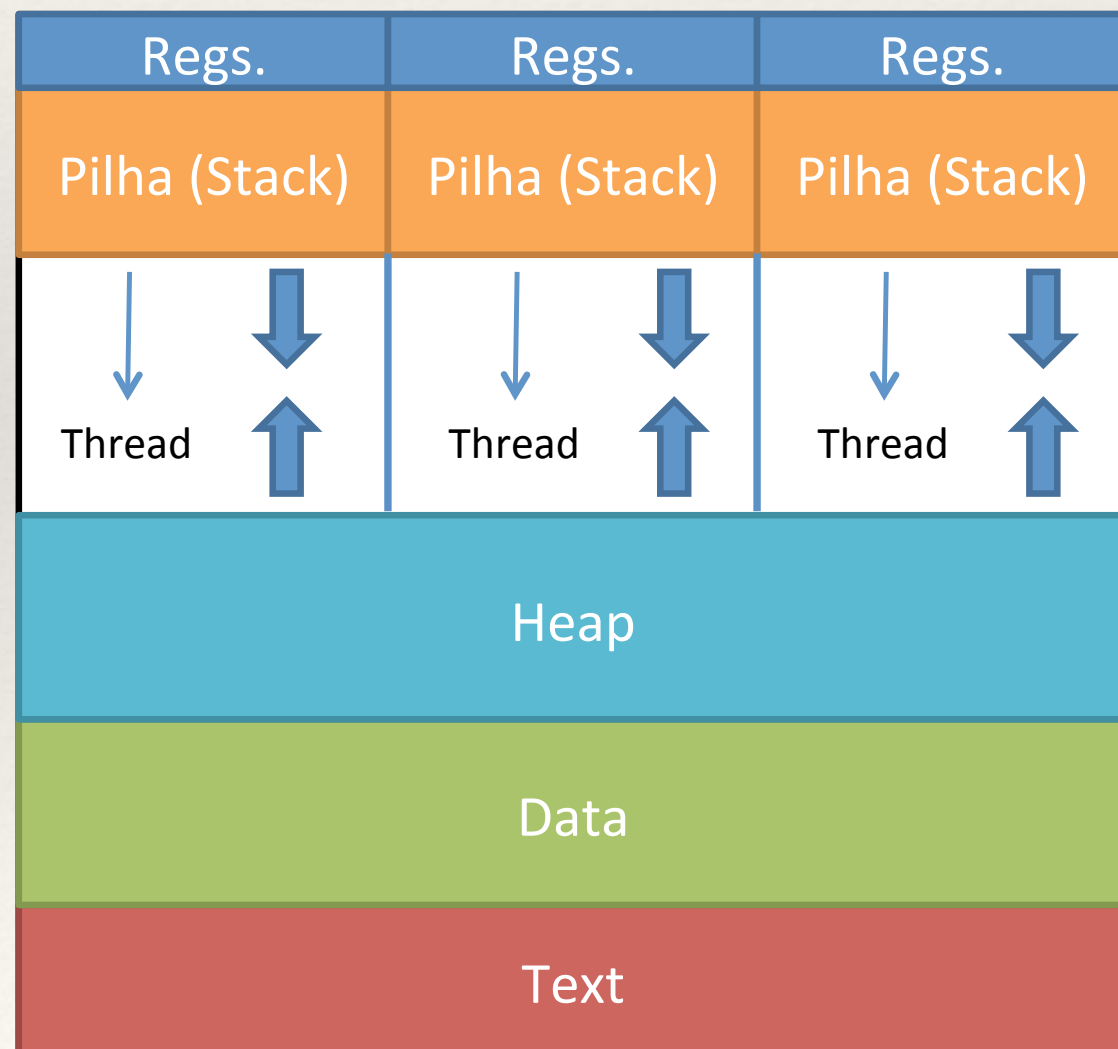 Regs. Regs. Regs.
Pilha (Stack) Pilha (Stack) Pilha (Stack)
Thread Thread Thread
Heap
Data
Text